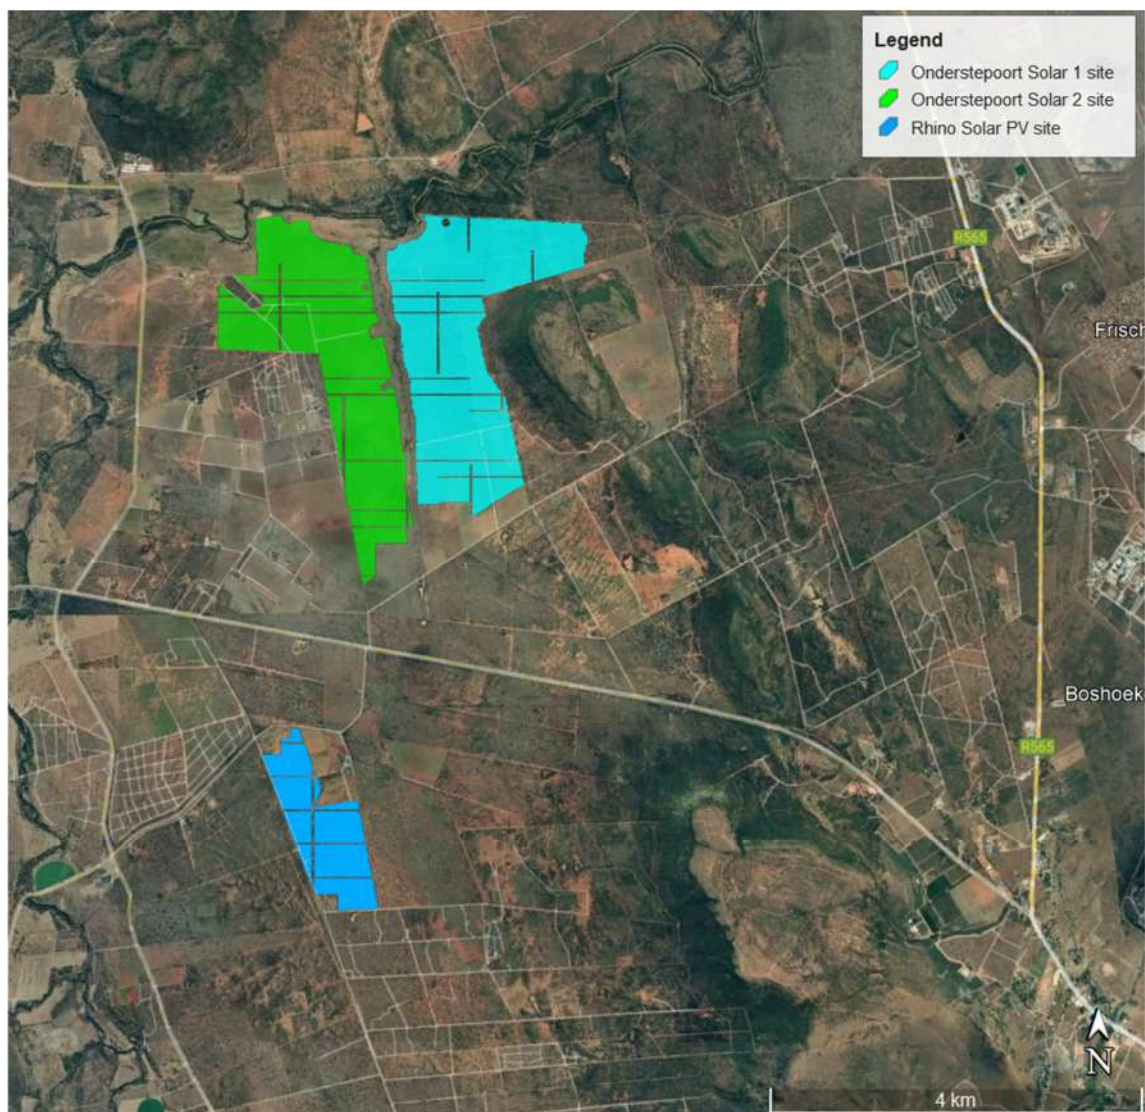 Legend
Onderstepoort Solar 1 site
Onderstepoort Solar 2 site
Rhino Solar PV site
R565
Frisch
Boshoek
R565
N
4 km